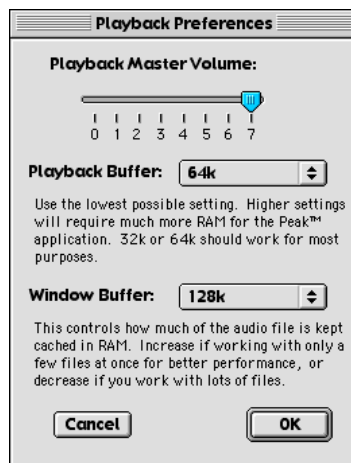 Playback Preferences
Playback Master Volume:
0 1 2 3 4 5 6 7
Playback Buffer: 64k
Use the lowest possible setting. Higher settings
will require much more RAM for the Peak™
application. 32k or 64k should work for most
purposes.
Window Buffer: 128k
This controls how much of the audio file is kept
cached in RAM. Increase if working with only a
few files at once for better performance, or
decrease if you work with lots of files.
Cancel OK